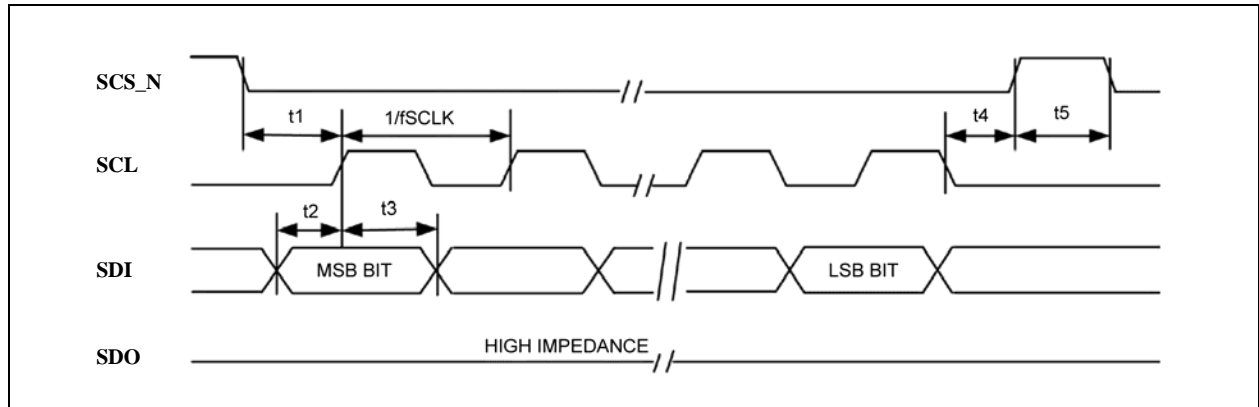 SCS_N
t1
1/fSCLK
t4
t5
SCL
t2
t3
SDI
MSB BIT
LSB BIT
SDO
HIGH IMPEDANCE